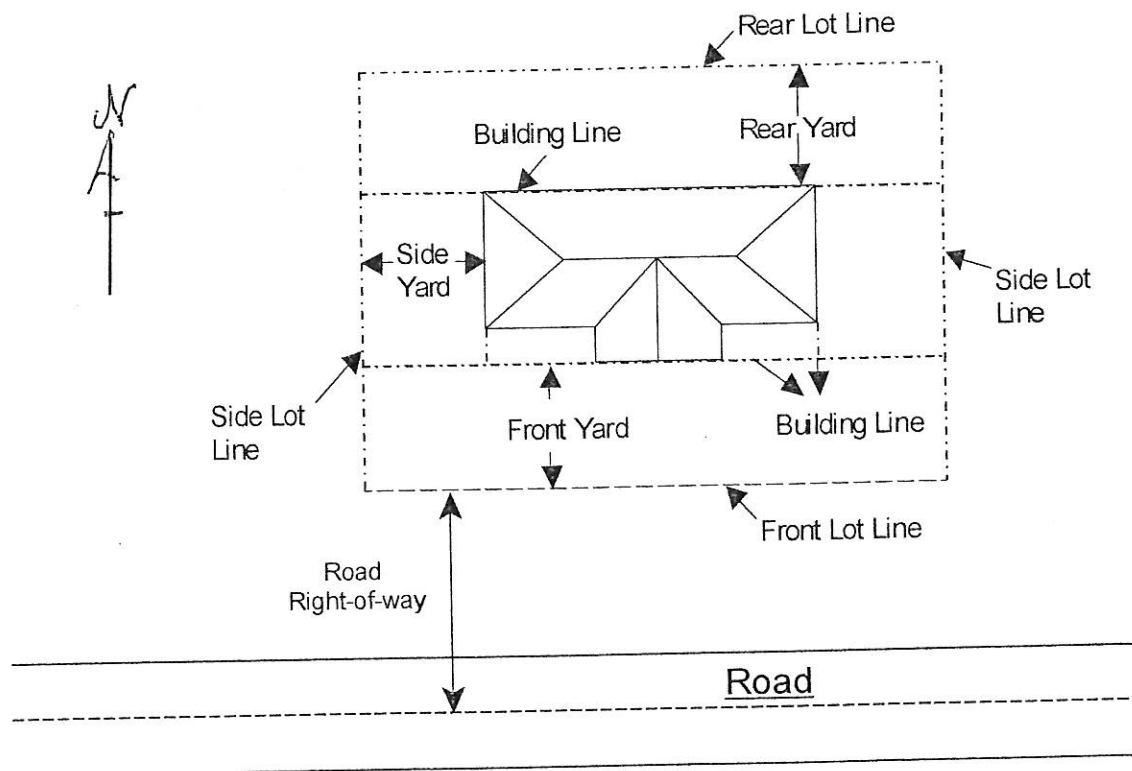 Rear Lot Line
N
Building Line
Rear Yard
Side
Yard
Side Lot
Line
Side Lot
Line
Front Yard
Building Line
Front Lot Line
Road
Right-of-way
Road